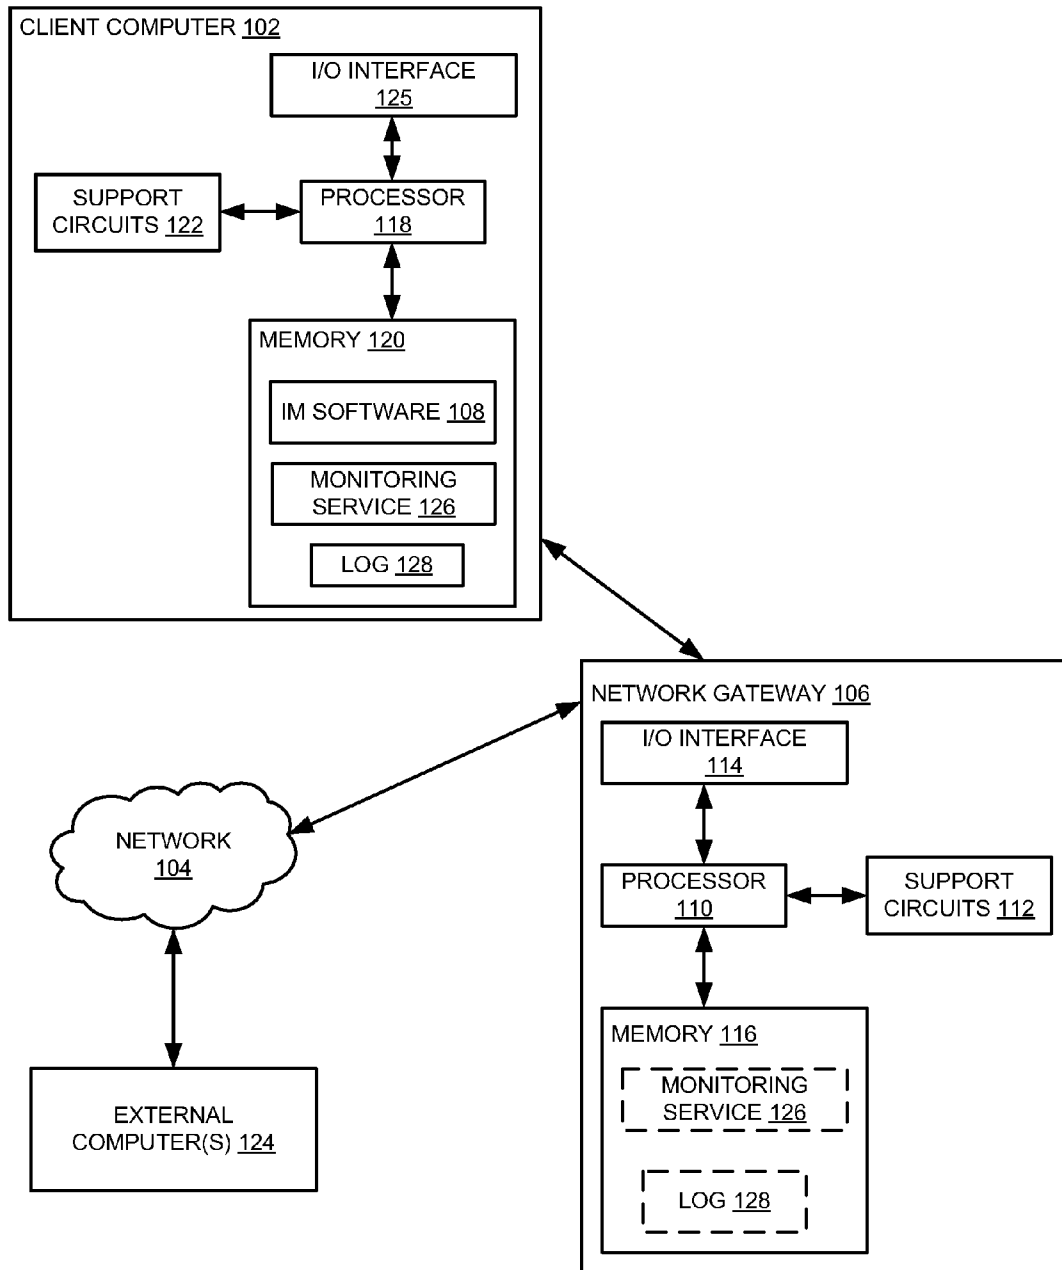 CLIENT COMPUTER 102
I/O INTERFACE
125
SUPPORT
CIRCUITS 122
PROCESSOR
118
MEMORY 120
IM SOFTWARE 108
MONITORING
SERVICE 126
LOG 128
NETWORK GATEWAY 106
I/O INTERFACE
114
NETWORK
104
PROCESSOR
110
SUPPORT
CIRCUITS 112
MEMORY 116
MONITORING
SERVICE 126
LOG 128
EXTERNAL
COMPUTER(S) 124